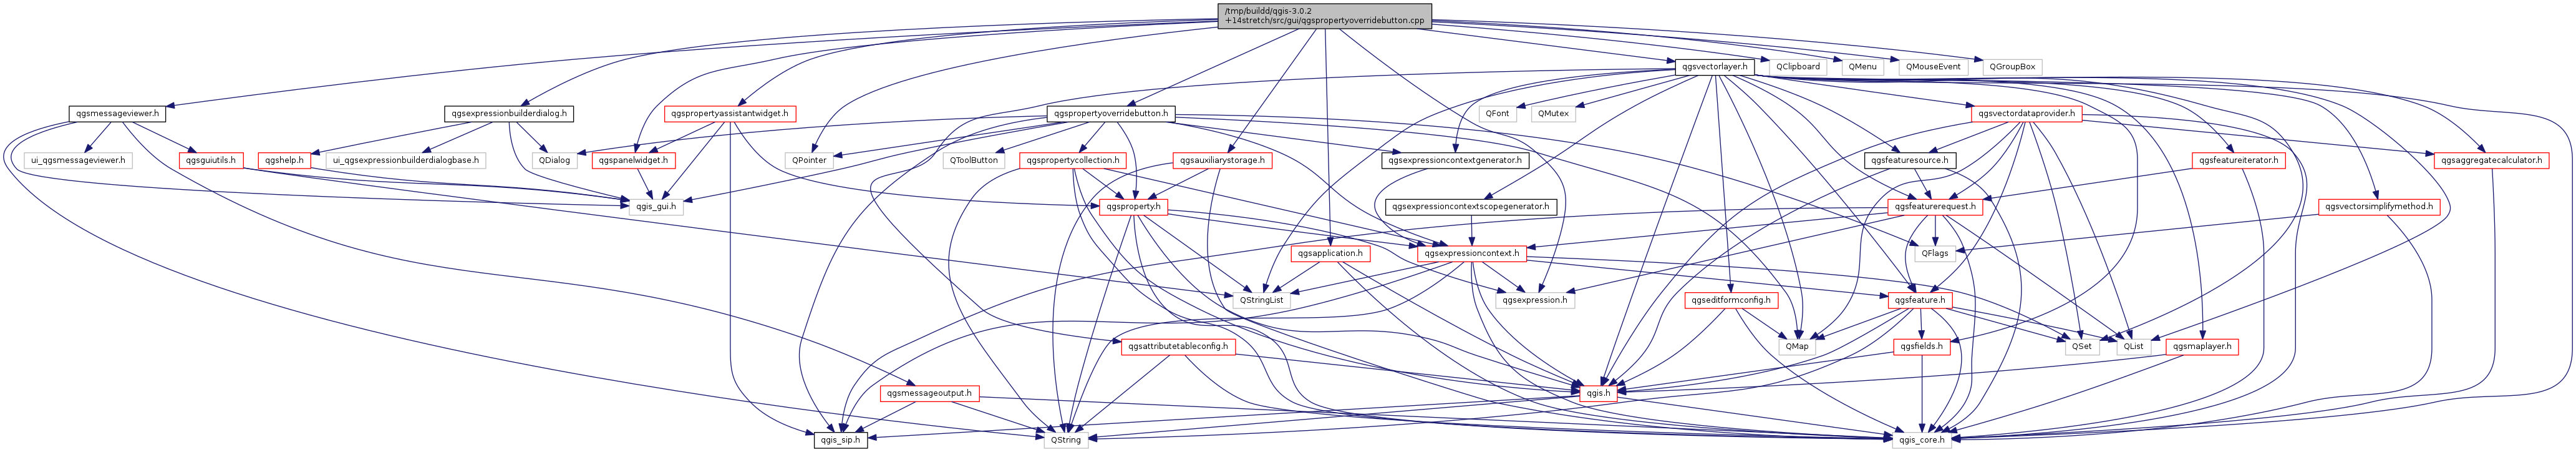 /tmp/buildd/qgis-3.0.2
+14stretch/src/gui/qgspropertyoverridebutton.cpp
qgsvectorlayer.h
QClipboard
QMenu
QMouseEvent
QGroupBox
qgsmessageviewer.h
qgsexpressionbuilderdialog.h
qgspropertyassistantwidget.h
qgspropertyoverridebutton.h
QFont
QMutex
qgsvectordataprovider.h
ui_qgsmessageviewer.h
qgsguiutils.h
qgshelp.h
ui_qgsexpressionbuilderdialogbase.h
QDialog
qgspanelwidget.h
QPointer
QToolButton
qgspropertycollection.h
qgsauxiliarystorage.h
qgsexpressioncontextgenerator.h
qgsfeaturesource.h
qgsfeatureiterator.h
qgsaggregatecalculator.h
qgis_gui.h
qgsproperty.h
qgsexpressioncontextscopegenerator.h
qgsfeaturerequest.h
qgsvectorsimplifymethod.h
qgsapplication.h
qgsexpressioncontext.h
QFlags
QStringList
qgsexpression.h
qgseditformconfig.h
qgsfeature.h
qgsattributetableconfig.h
QMap
qgsfields.h
QSet
QList
qgsmaplayer.h
qgsmessageoutput.h
qgis.h
qgis_sip.h
QString
qgis_core.h